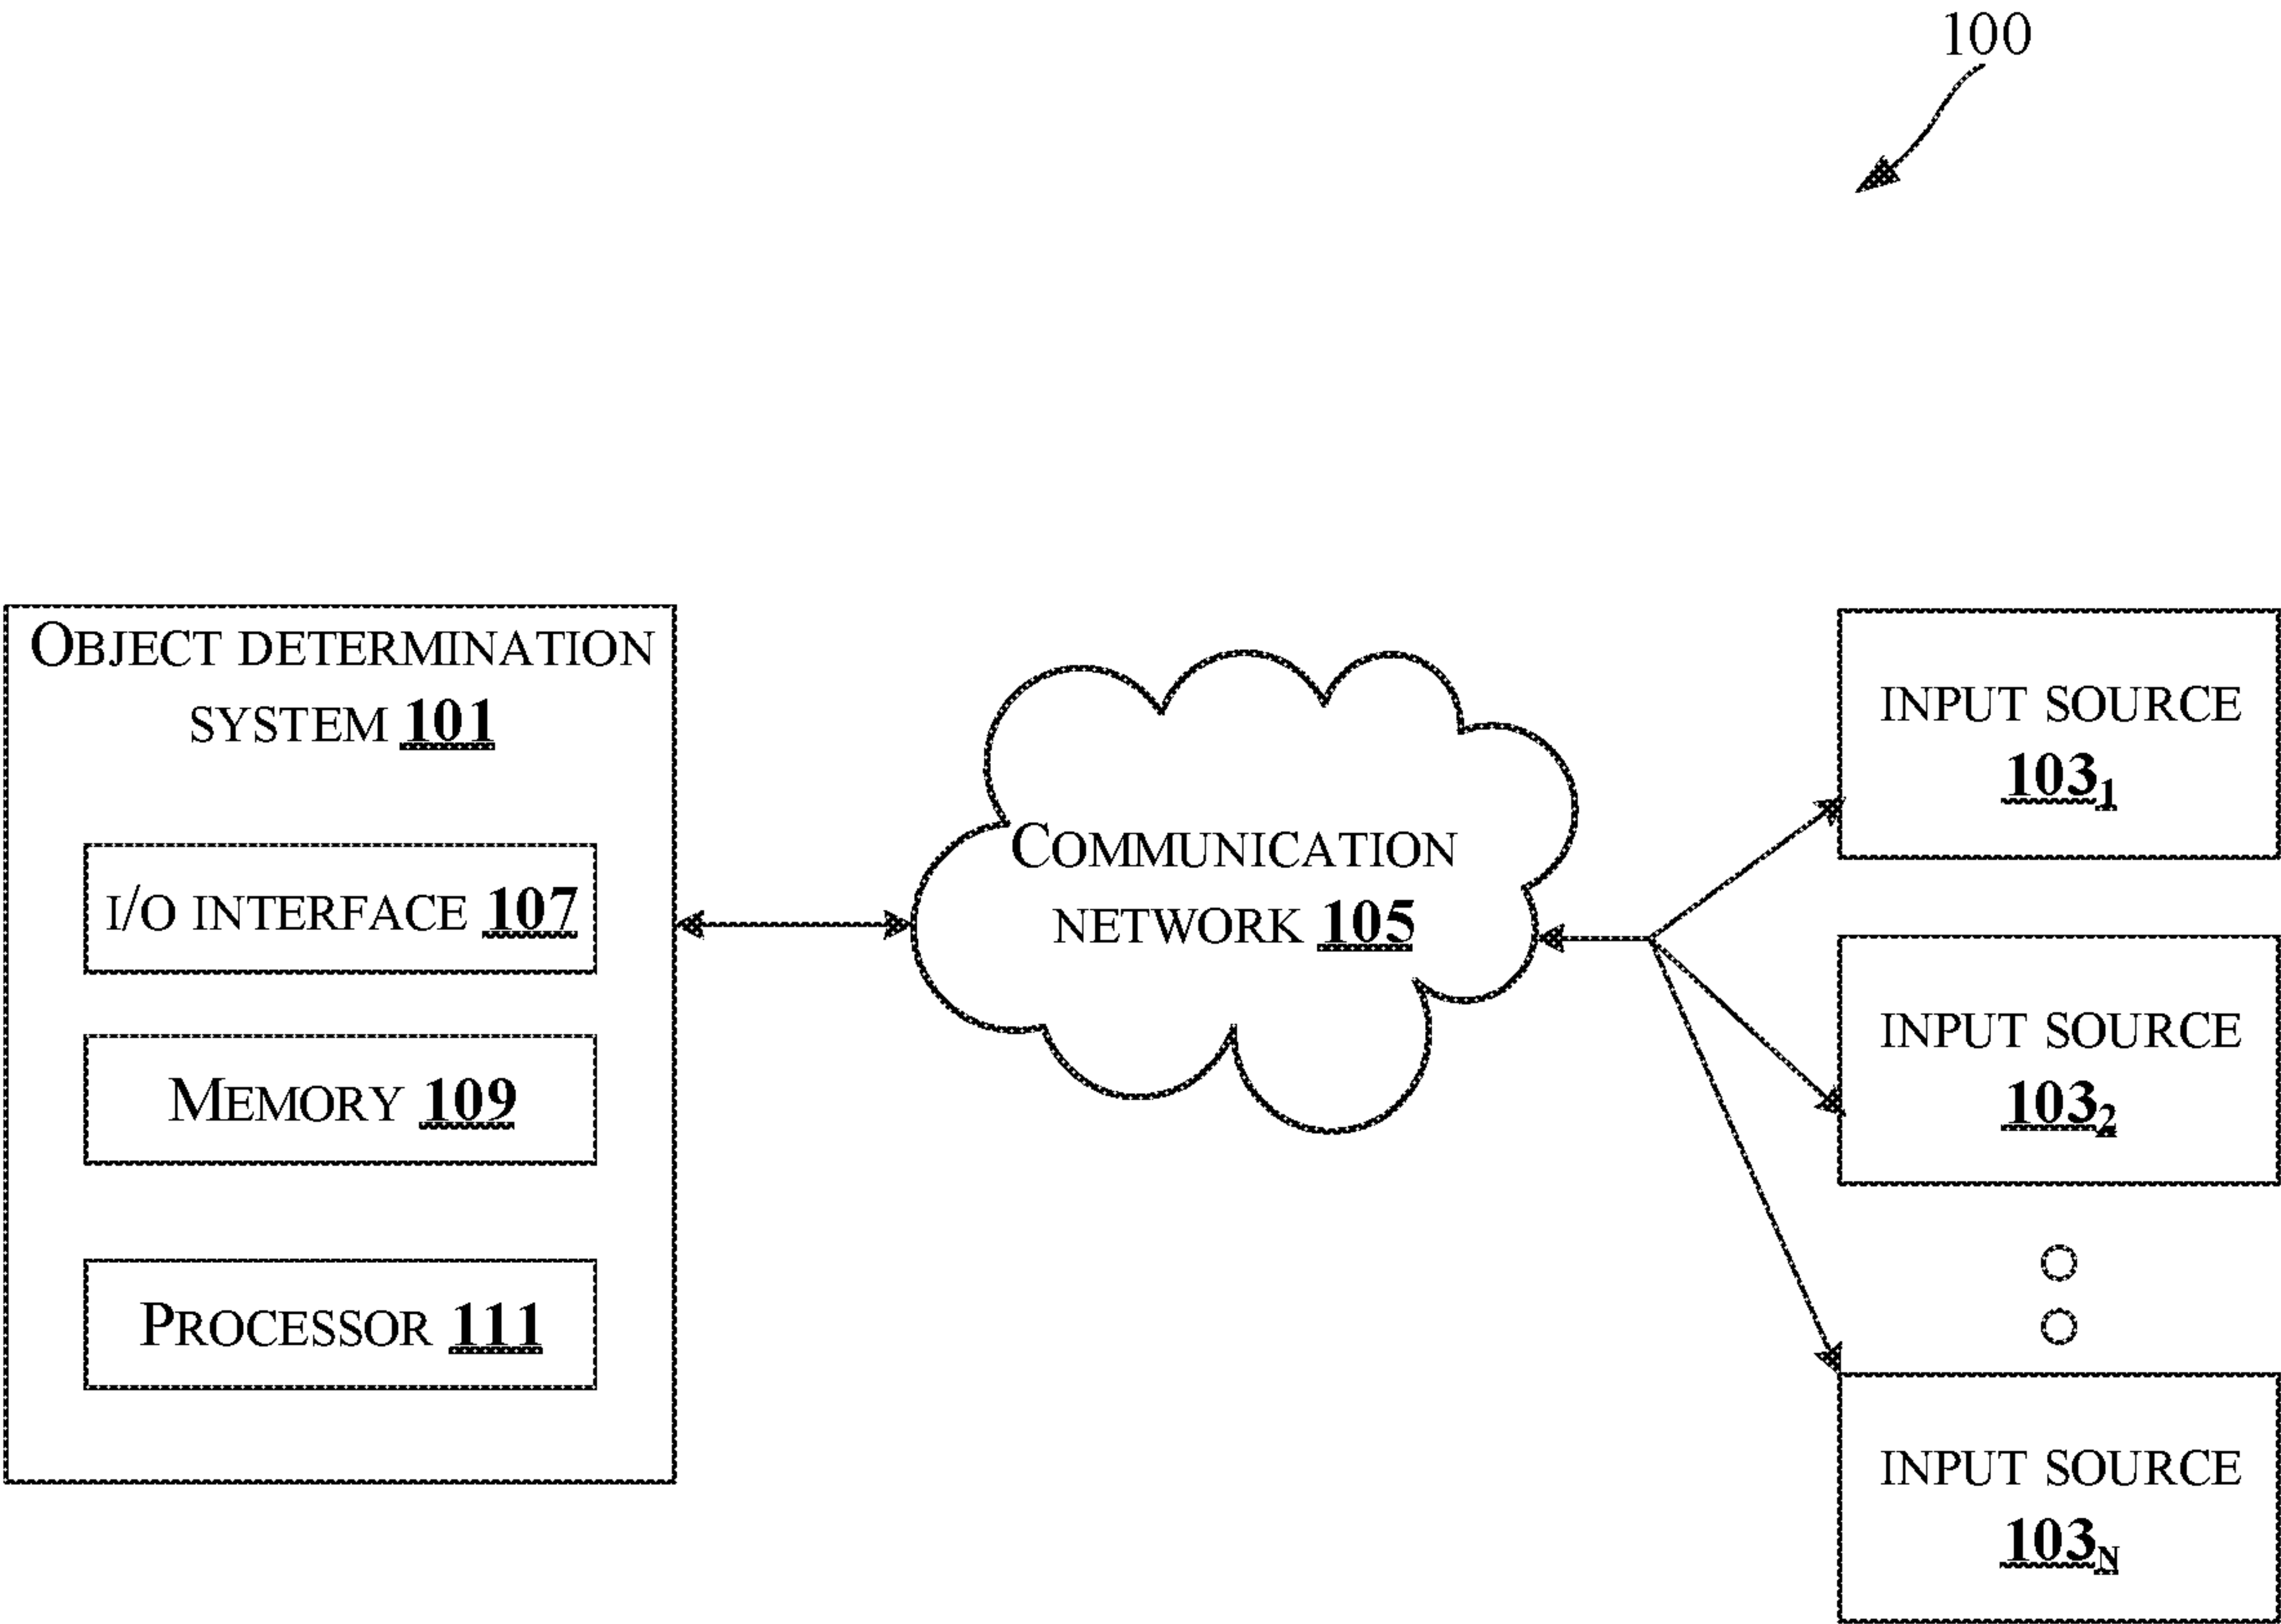 100
OBJECT DETERMINATION
SYSTEM 101
I/O INTERFACE 107
MEMORY 109
PROCESSOR 111
COMMUNICATION
NETWORK 105
INPUT SOURCE
103₁
INPUT SOURCE
103₂
INPUT SOURCE
103N